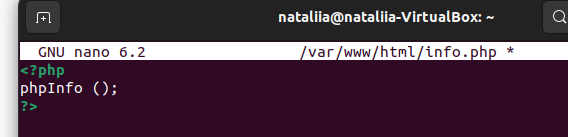 nataliia@nataliia-VirtualBox: ~
GNU nano 6.2 /var/www/html/info.php *
<?php
phpInfo ();
?>